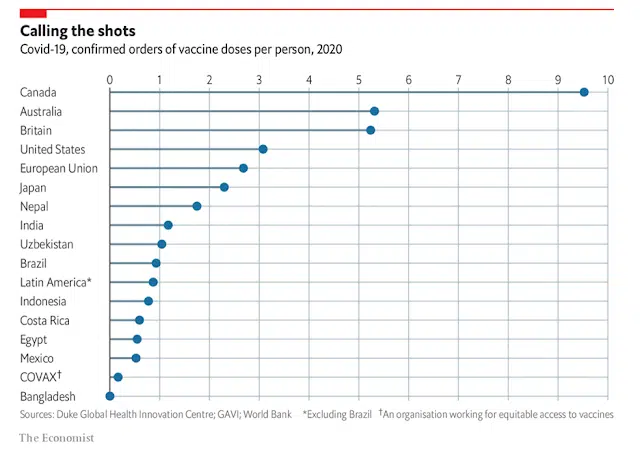 Calling the shots
Covid-19, confirmed orders of vaccine doses per person, 2020
0 1 2 3 4 5 6 7 8 9 10
Canada
Australia
Britain
United States
European Union
Japan
Nepal
India
Uzbekistan
Brazil
Latin America*
Indonesia
Costa Rica
Egypt
Mexico
COVAX†
Bangladesh
Sources: Duke Global Health Innovation Centre; GAVI; World Bank *Excluding Brazil †An organisation working for equitable access to vaccines
The Economist